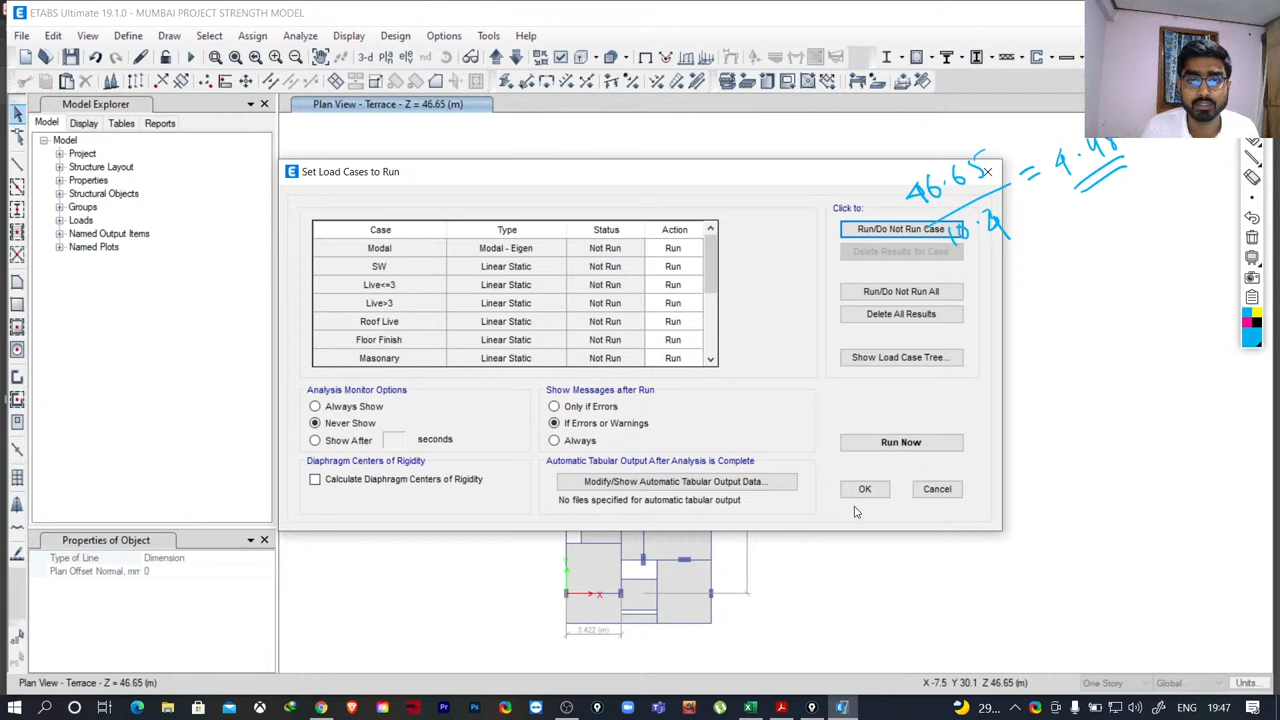 ETABS Ultimate 19.1.0 - MUMBAI PROJECT STRENGTH MODEL
File Edit View Define Draw Select Assign Analyze Display Design Options Tools Help
3-d
Model Explorer
Plan View - Terrace - Z = 46.65 (m)
Model Display Tables Reports
Model
Project
Structure Layout
Properties
Structural Objects
Groups
Loads
Named Output Items
Named Plots
Set Load Cases to Run
46.65
= 4.48
Click to:
Case Type Status Action
Run/Do Not Run Case
Modal Modal - Eigen Not Run Run
Delete Results for Case
SW Linear Static Not Run Run
Live<=3 Linear Static Not Run Run
Run/Do Not Run All
Live>3 Linear Static Not Run Run
Delete All Results
Roof Live Linear Static Not Run Run
Floor Finish Linear Static Not Run Run
Masonary Linear Static Not Run Run
Show Load Case Tree...
Analysis Monitor Options
Always Show
Never Show
Show After seconds
Show Messages after Run
Only if Errors
If Errors or Warnings
Always
Run Now
Diaphragm Centers of Rigidity
Calculate Diaphragm Centers of Rigidity
Automatic Tabular Output After Analysis is Complete
Modify/Show Automatic Tabular Output Data...
No files specified for automatic tabular output
OK Cancel
Properties of Object
Type of Line Dimension
Plan Offset Normal, mm 0
X
3.422 (m)
Plan View - Terrace - Z = 46.65 (m)
X -7.5 Y 30.1 Z 46.65 (m)
One Story Global Units...
29... ENG 19:47